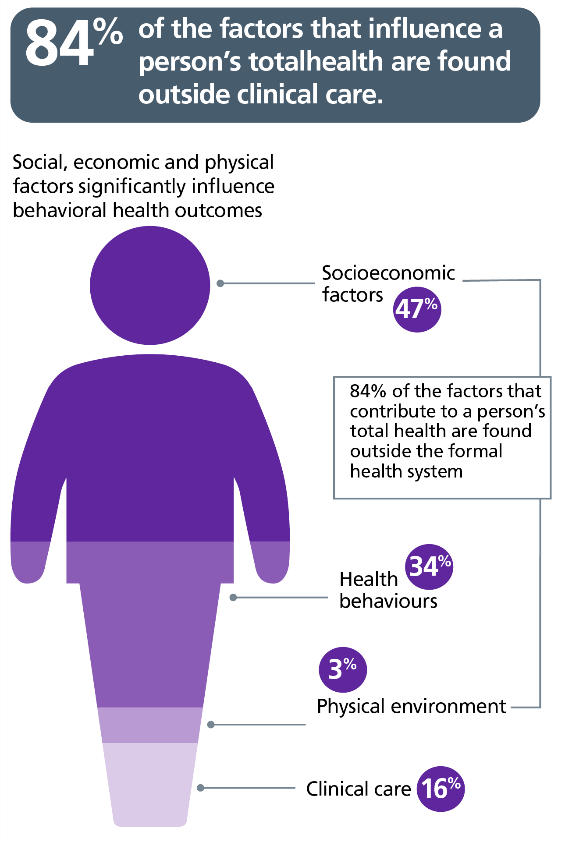 84% of the factors that influence a
person's totalhealth are found
outside clinical care.
Social, economic and physical
factors significantly influence
behavioral health outcomes
Socioeconomic
factors 47%
84% of the factors that
contribute to a person's
total health are found
outside the formal
health system
Health 34%
behaviours
3%
Physical environment
Clinical care 16%